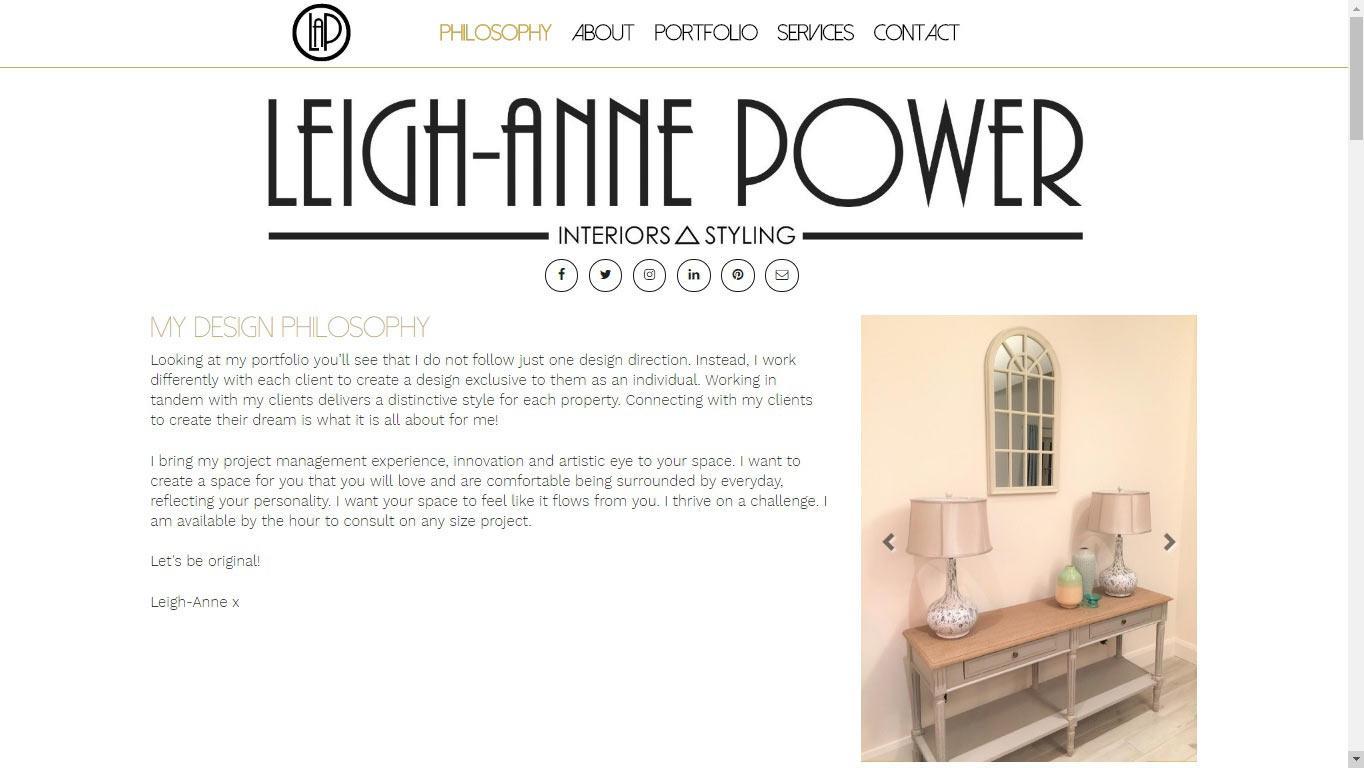 LAP
PHILOSOPHY ABOUT PORTFOLIO SERVICES CONTACT
LEIGH-ANNE POWER
INTERIORS STYLING
MY DESIGN PHILOSOPHY
Looking at my portfolio you'll see that I do not follow just one design direction. Instead, I work
differently with each client to create a design exclusive to them as an individual. Working in
tandem with my clients delivers a distinctive style for each property. Connecting with my clients
to create their dream is what it is all about for me!
I bring my project management experience, innovation and artistic eye to your space. I want to
create a space for you that you will love and are comfortable being surrounded by everyday,
reflecting your personality. I want your space to feel like it flows from you. I thrive on a challenge. I
am available by the hour to consult on any size project.
Let's be original!
Leigh-Anne x